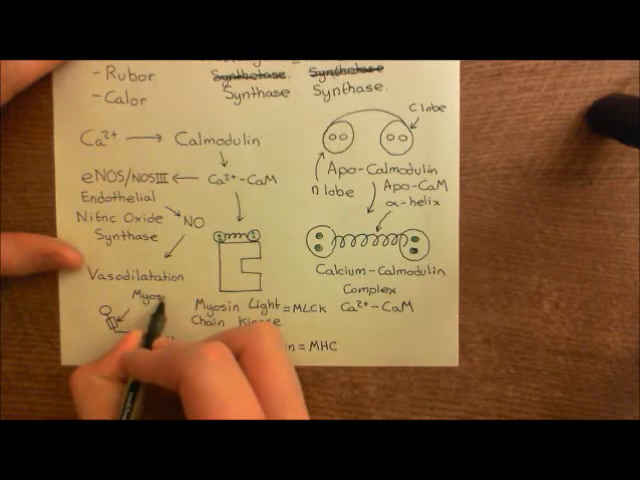 - Rubor
- Calor
Synthetase.
Synthase
Synthetase
Synthase.
Ca2+ → Calmodulin
eNOS/NOSIII ← Ca2+-CaM
Endothelial
Nitric Oxide
Synthase
NO
Vasodilatation
Myos
Myosin Light = MLCK
Chain Kinase
= MHC
C lobe
n lobe
Apo-Calmodulin
Apo-CaM
α-helix
Calcium-Calmodulin
Complex
Ca2+-CaM